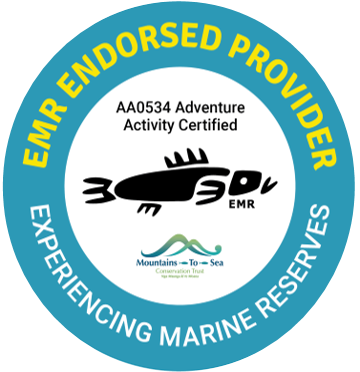 EMR ENDORSED PROVIDER
AA0534 Adventure
Activity Certified
EMR
Mountains - To - Sea
Conservation Trust
EXPERIENCING MARINE RESERVES